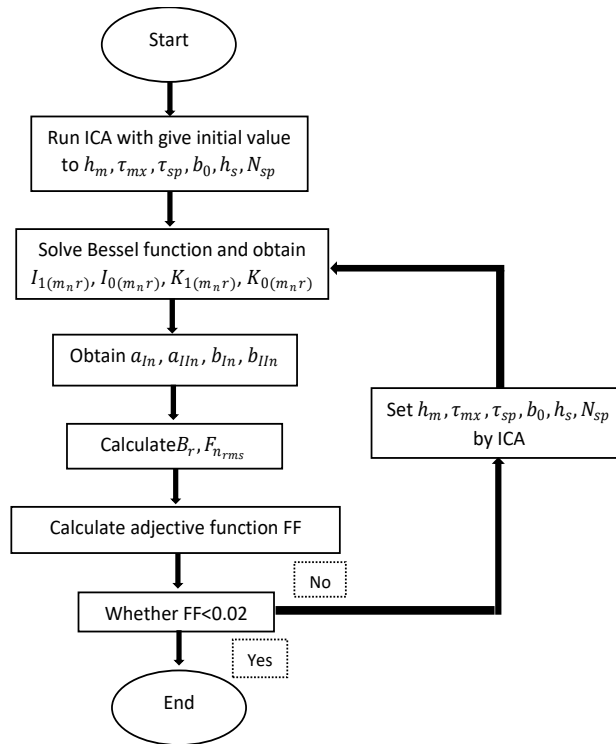 Start
Run ICA with give initial value
to h_m, τ_mx, τ_sp, b_0, h_s, N_sp
Solve Bessel function and obtain
I_1(m_n r), I_0(m_n r), K_1(m_n r), K_0(m_n r)
Obtain a_In, a_IIn, b_In, b_IIn
Set h_m, τ_mx, τ_sp, b_0, h_s, N_sp
by ICA
CalculateB_r, F_n_rms
Calculate adjective function FF
No
Whether FF<0.02
Yes
End